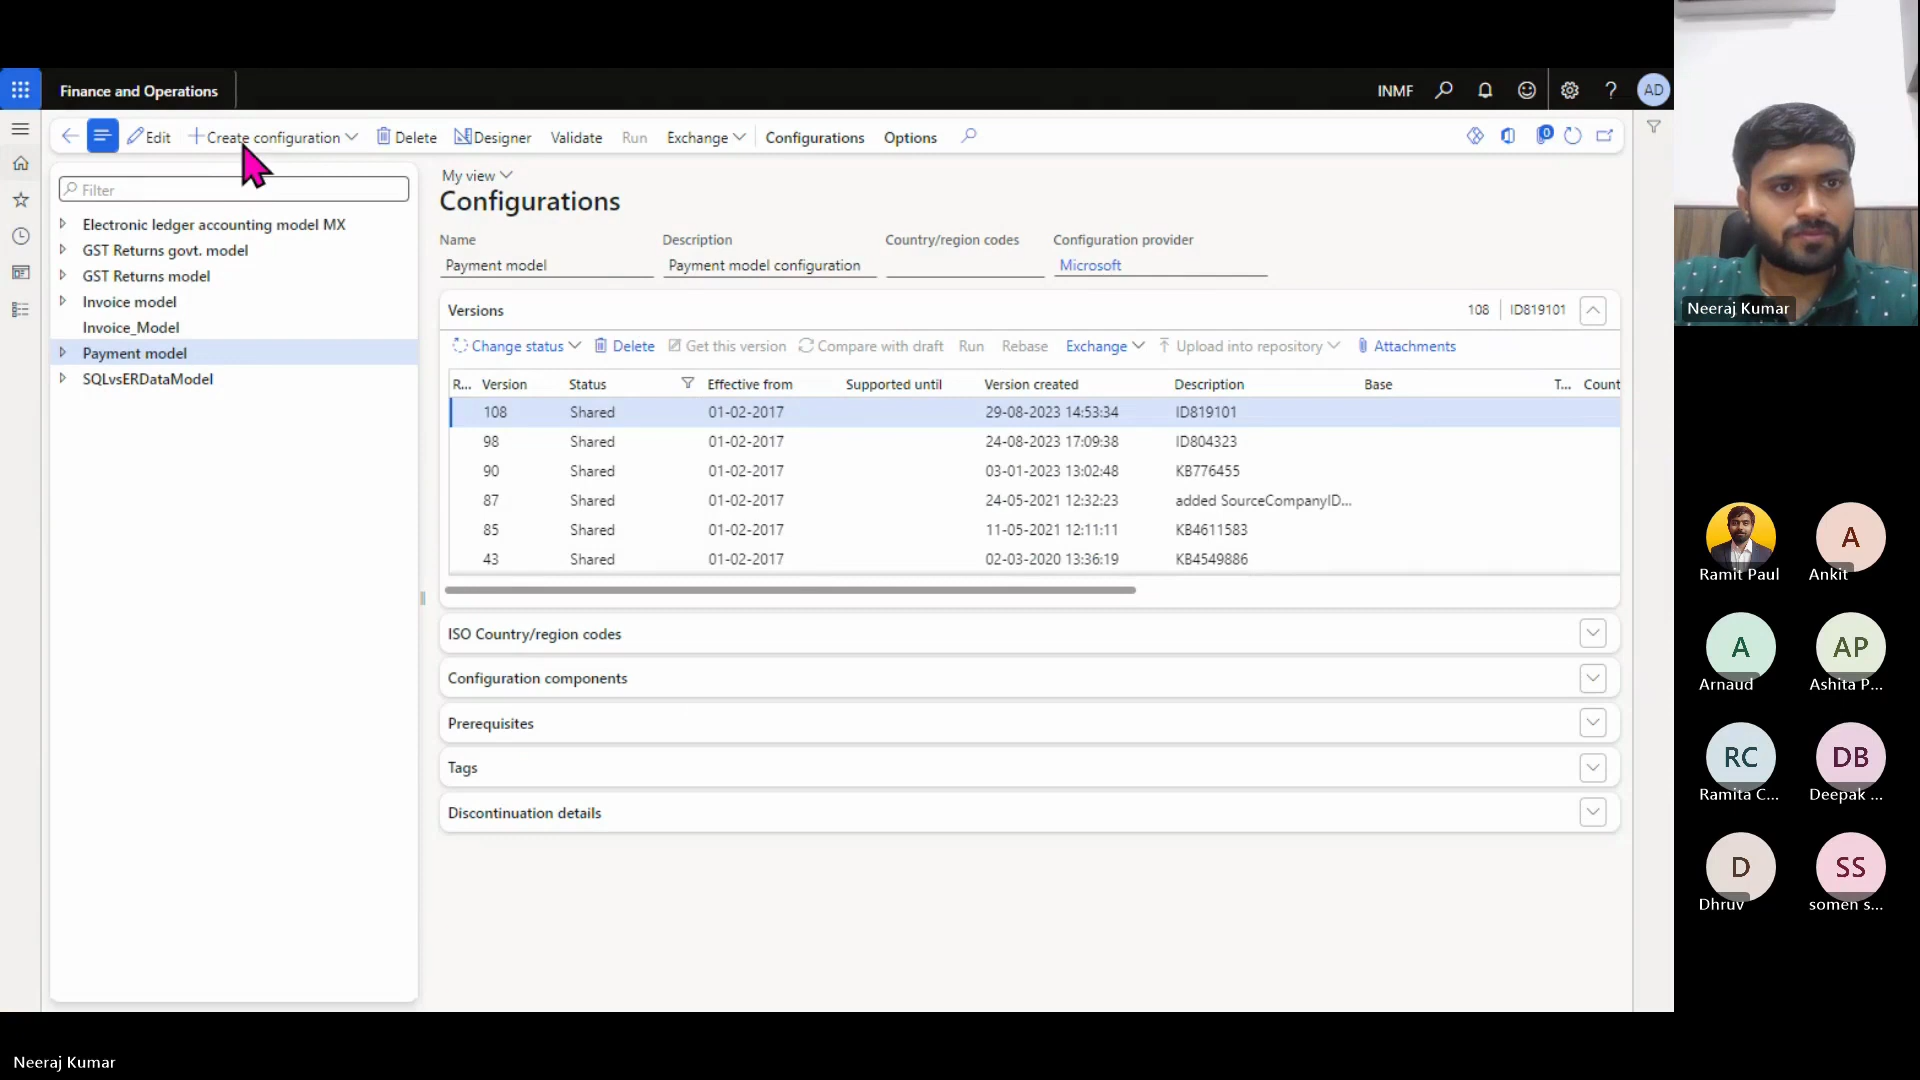 Finance and Operations
INMF
AD
Edit
Create configuration
Delete
Designer
Validate
Run
Exchange
Configurations
Options
0
Filter
Electronic ledger accounting model MX
GST Returns govt. model
GST Returns model
Invoice model
Invoice_Model
Payment model
SQLvsERDataModel
My view
Configurations
Name Description Country/region codes Configuration provider
Payment model Payment model configuration Microsoft
Versions 108 ID819101
Change status Delete Get this version Compare with draft Run Rebase Exchange Upload into repository Attachments
R... Version Status Effective from Supported until Version created Description Base T... Count
108 Shared 01-02-2017 29-08-2023 14:53:34 ID819101
98 Shared 01-02-2017 24-08-2023 17:09:38 ID804323
90 Shared 01-02-2017 03-01-2023 13:02:48 KB776455
87 Shared 01-02-2017 24-05-2021 12:32:23 added SourceCompanyID...
85 Shared 01-02-2017 11-05-2021 12:11:11 KB4611583
43 Shared 01-02-2017 02-03-2020 13:36:19 KB4549886
ISO Country/region codes
Configuration components
Prerequisites
Tags
Discontinuation details
Neeraj Kumar
A
Ramit Paul Ankit
A AP
Arnaud Ashita P...
RC DB
Ramita C... Deepak ...
D SS
Dhruv somen s...
Neeraj Kumar